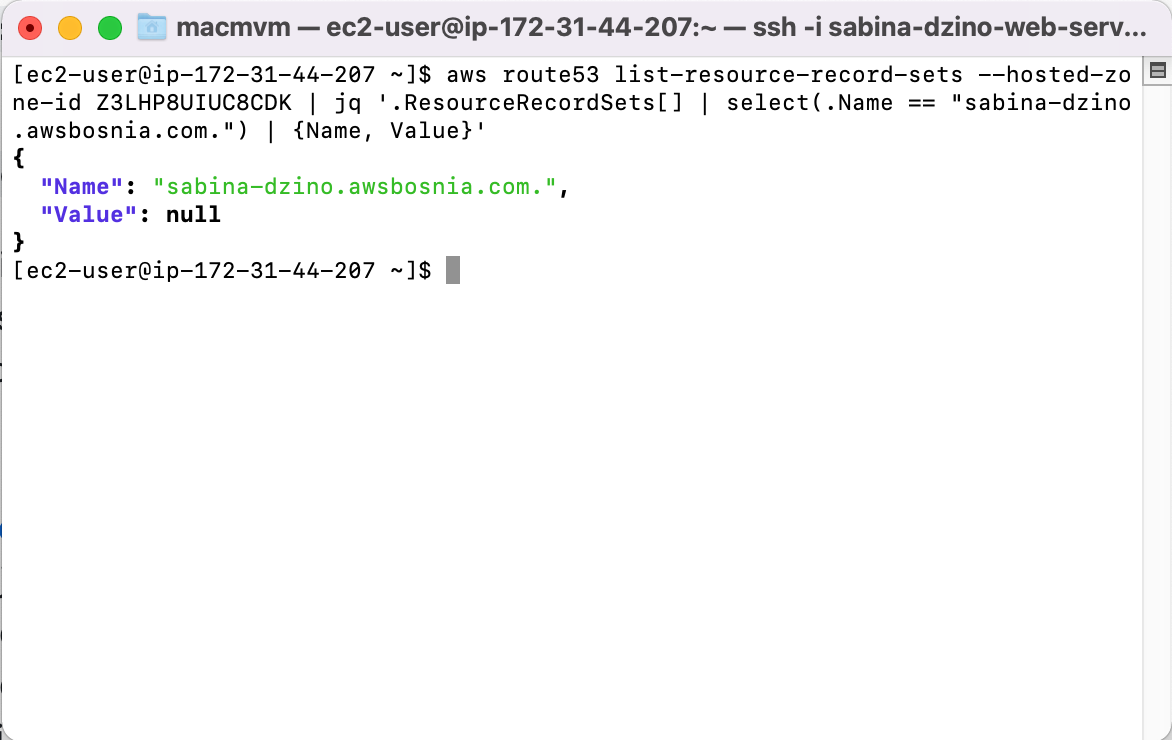 macmvm — ec2-user@ip-172-31-44-207:~ — ssh -i sabina-dzino-web-serv...
[ec2-user@ip-172-31-44-207 ~]$ aws route53 list-resource-record-sets --hosted-zo
ne-id Z3LHP8UIUC8CDK | jq '.ResourceRecordSets[] | select(.Name == "sabina-dzino
.awsbosnia.com.") | {Name, Value}'
{
  "Name": "sabina-dzino.awsbosnia.com.",
  "Value": null
}
[ec2-user@ip-172-31-44-207 ~]$